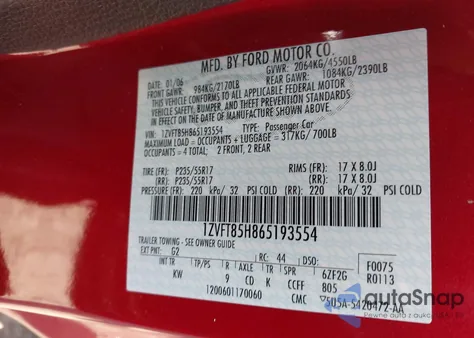 MFD. BY FORD MOTOR CO.
DATE: 01/06 GVWR: 2064KG/4550LB
FRONT GAWR: 984KG/2170LB REAR GAWR: 1084KG/2390LB
THIS VEHICLE CONFORMS TO ALL APPLICABLE FEDERAL MOTOR
VEHICLE SAFETY, BUMPER, AND THEFT PREVENTION STANDARDS
IN EFFECT ON THE DATE OF MANUFACTURE SHOWN ABOVE.
VIN: 1ZVFT85H865193554 TYPE: Passenger Car
MAXIMUM LOAD = OCCUPANTS + LUGGAGE = 317KG/ 700LB
OCCUPANTS = 4 TOTAL; 2 FRONT, 2 REAR
TIRE(FR): P235/55R17 RIMS(FR): 17 X 8.0J
(RR): P235/55R17 (RR): 17 X 8.0J
PRESSURE(FR) 220 kPa/ 32 PSI COLD (RR) 220 kPa/ 32 PSI COLD
1ZVFT85H865193554
TRAILER TOWING - SEE OWNER GUIDE
EXT PNT: G2 RC: 44 DSO: F0075
R0113
INT TR TP/PS R AXLE TR SPR 6ZF2G
KW 9 CD K CCFF 805
1200601170060 CMC
autoSnap